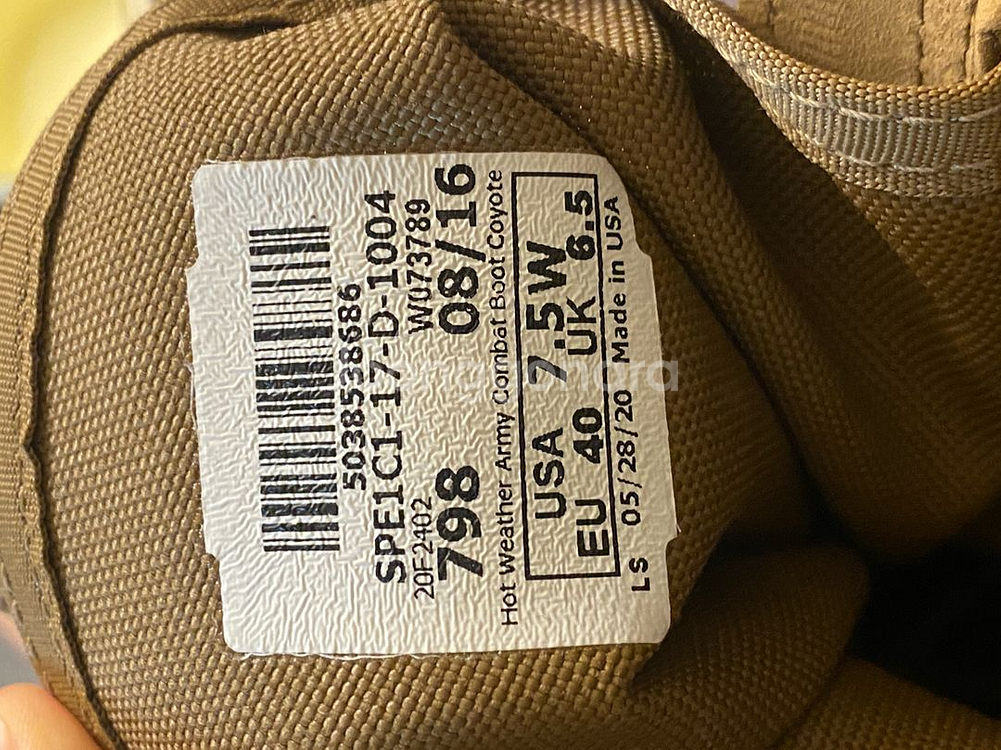 5038538686
SPE1C1-17-D-1004
20F2402 W073789
798 08/16
Hot Weather Army Combat Boot Coyote
USA 7.5W
EU 40 UK 6.5
LS 05/28/20 Made in USA